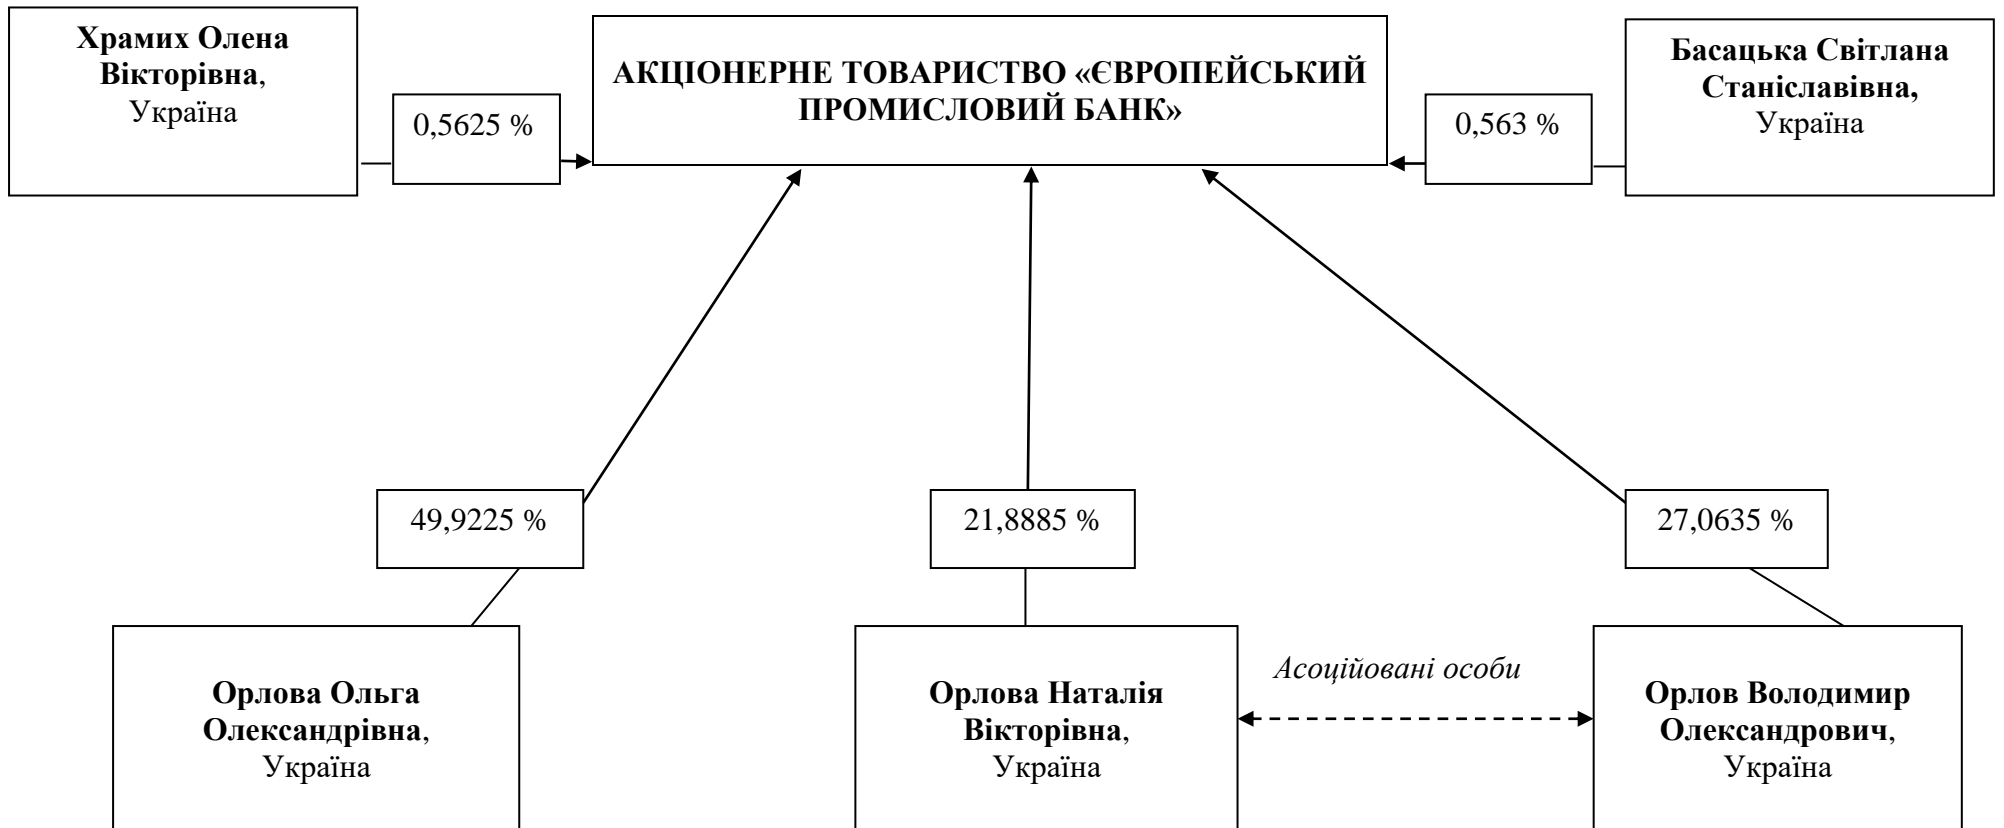 Храмих Олена
Вікторівна,
Україна
0,5625 %
АКЦІОНЕРНЕ ТОВАРИСТВО «ЄВРОПЕЙСЬКИЙ
ПРОМИСЛОВИЙ БАНК»
0,563 %
Басацька Світлана
Станіславівна,
Україна
49,9225 %
21,8885 %
27,0635 %
Орлова Ольга
Олександрівна,
Україна
Орлова Наталія
Вікторівна,
Україна
Асоційовані особи
Орлов Володимир
Олександрович,
Україна